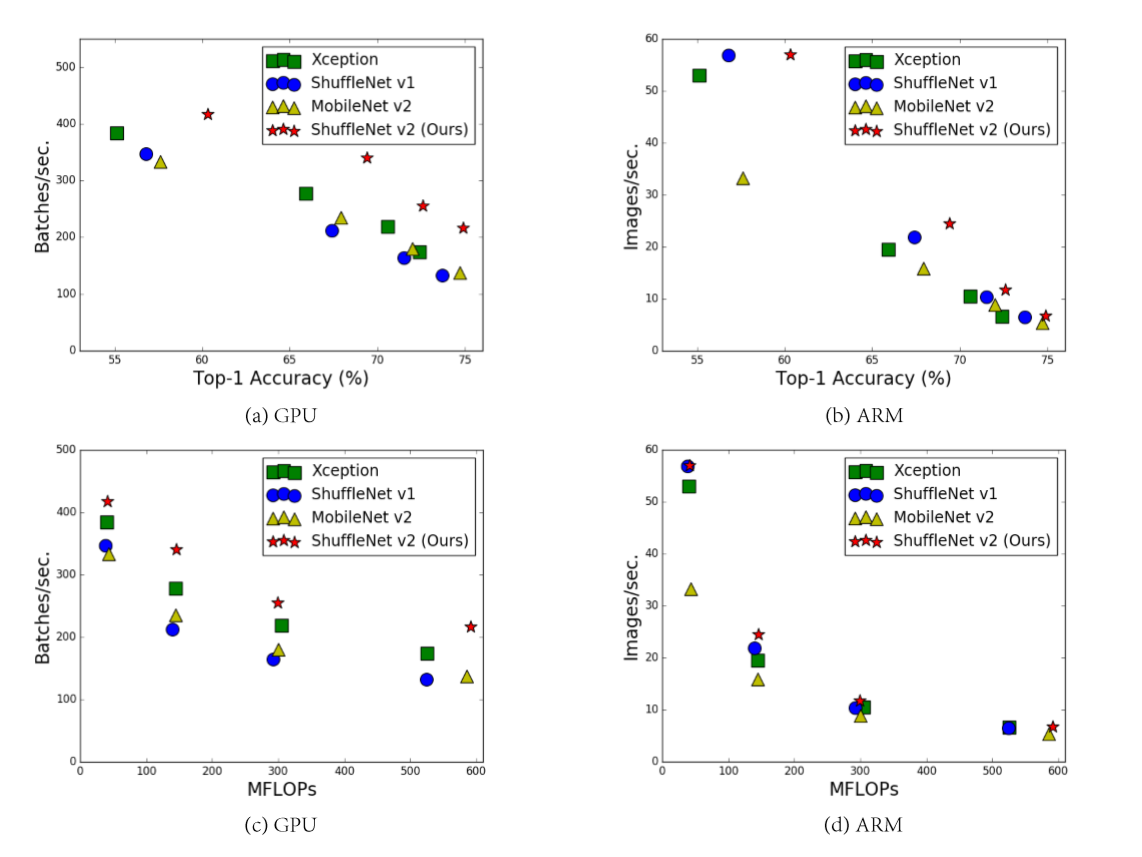 Xception
ShuffleNet v1
MobileNet v2
ShuffleNet v2 (Ours)
Batches/sec.
500
400
300
200
100
0
55 60 65 70 75
Top-1 Accuracy (%)
(a) GPU
Xception
ShuffleNet v1
MobileNet v2
ShuffleNet v2 (Ours)
Images/sec.
60
50
40
30
20
10
0
55 60 65 70 75
Top-1 Accuracy (%)
(b) ARM
Xception
ShuffleNet v1
MobileNet v2
ShuffleNet v2 (Ours)
Batches/sec.
500
400
300
200
100
0
0 100 200 300 400 500 600
MFLOPs
(c) GPU
Xception
ShuffleNet v1
MobileNet v2
ShuffleNet v2 (Ours)
Images/sec.
60
50
40
30
20
10
0
0 100 200 300 400 500 600
MFLOPs
(d) ARM